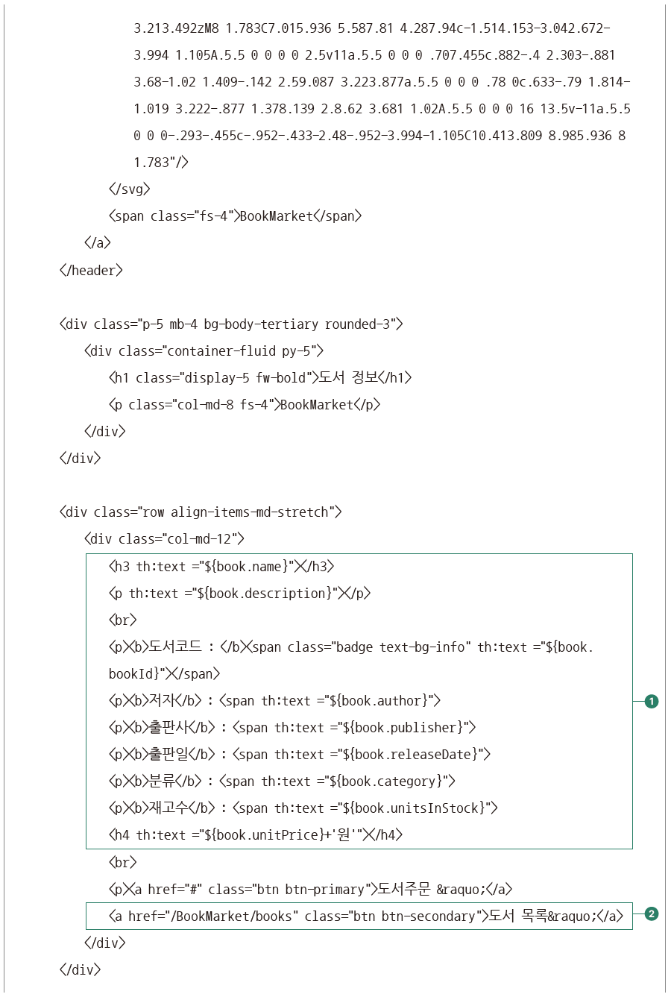 3.213.492zM8 1.783C7.015.936 5.587.81 4.287.94c-1.514.153-3.042.672-
3.994 1.105A.5.5 0 0 0 0 2.5v11a.5.5 0 0 0 .707.455c.882-.4 2.303-.881
3.68-1.02 1.409-.142 2.59.087 3.223.877a.5.5 0 0 0 .78 0c.633-.79 1.814-
1.019 3.222-.877 1.378.139 2.8.62 3.681 1.02A.5.5 0 0 0 16 13.5v-11a.5.5
0 0 0-.293-.455c-.952-.433-2.48-.952-3.994-1.105C10.413.809 8.985.936 8
1.783"/>
</svg>
<span class="fs-4">BookMarket</span>
</a>
</header>
<div class="p-5 mb-4 bg-body-tertiary rounded-3">
<div class="container-fluid py-5">
<h1 class="display-5 fw-bold">도서 정보</h1>
<p class="col-md-8 fs-4">BookMarket</p>
</div>
</div>
<div class="row align-items-md-stretch">
<div class="col-md-12">
<h3 th:text ="${book.name}"></h3>
<p th:text ="${book.description}"></p>
<br>
<p><b>도서코드 : </b><span class="badge text-bg-info" th:text ="${book.
bookId}"></span>
<p><b>저자</b> : <span th:text ="${book.author}">
1
<p><b>출판사</b> : <span th:text ="${book.publisher}">
<p><b>출판일</b> : <span th:text ="${book.releaseDate}">
<p><b>분류</b> : <span th:text ="${book.category}">
<p><b>재고수</b> : <span th:text ="${book.unitsInStock}">
<h4 th:text ="${book.unitPrice}+'원'"></h4>
<br>
<p><a href="#" class="btn btn-primary">도서주문 &raquo;</a>
<a href="/BookMarket/books" class="btn btn-secondary">도서 목록&raquo;</a>
2
</div>
</div>